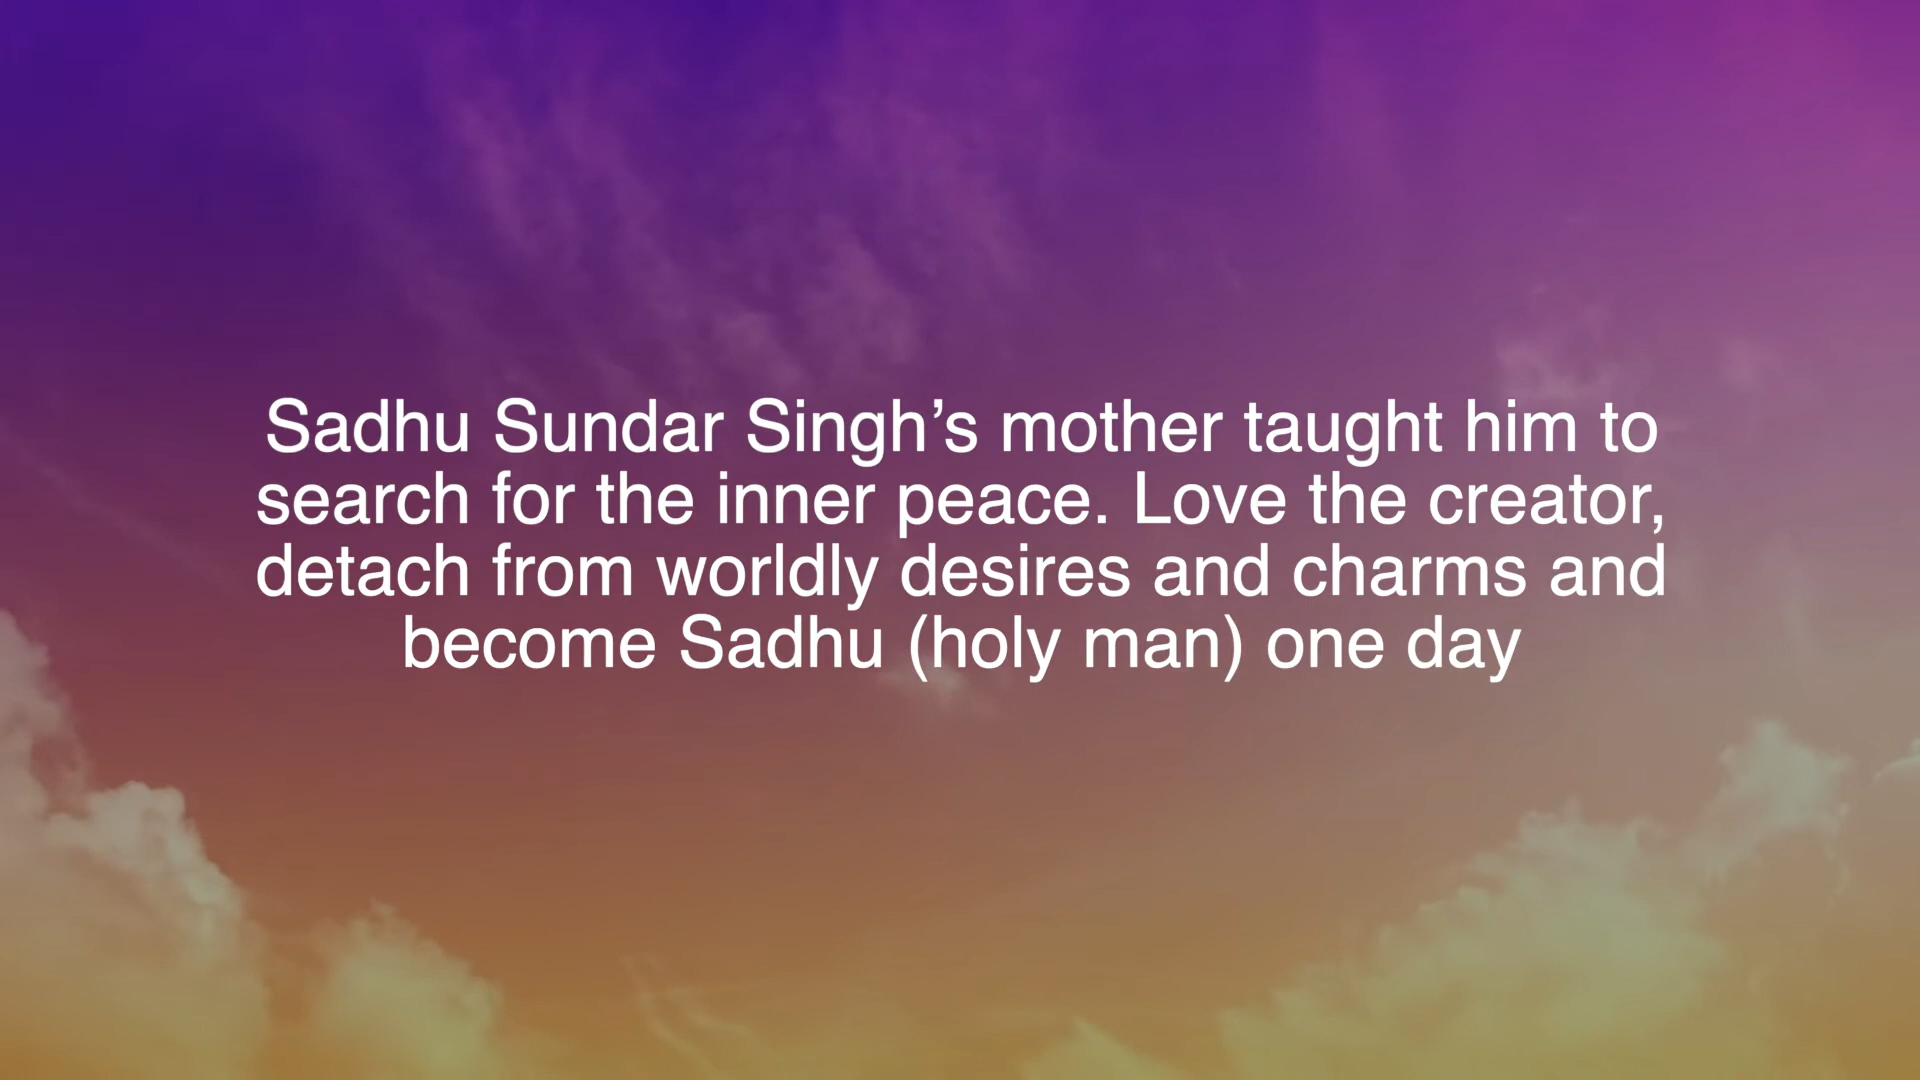 Sadhu Sundar Singh’s mother taught him to
search for the inner peace. Love the creator,
detach from worldly desires and charms and
become Sadhu (holy man) one day